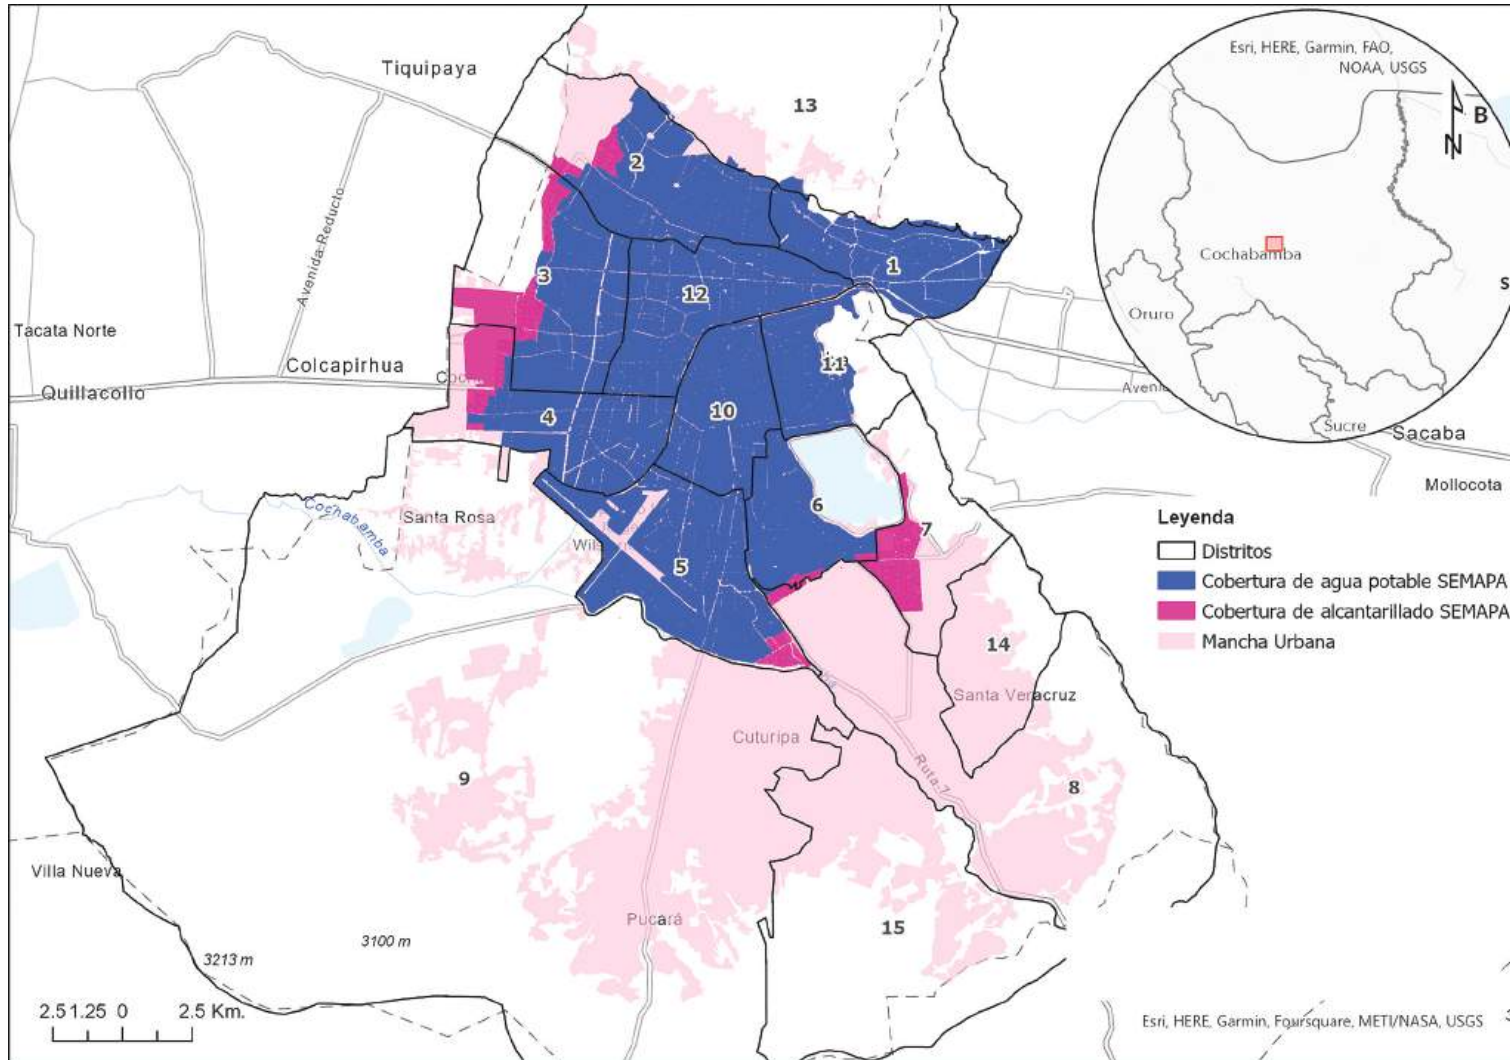 Tiquipaya
13
Esri, HERE, Garmin, FAO,
NOAA, USGS
B
N
2
Avenida Reducto
3
12
1
Cochabamba
Oruro
Sucre
Tacata Norte
Colcapirhua
Quillacollo
11
4
10
Sacaba
Mollocota
Cochabamba
Santa Rosa
6
7
5
Leyenda
Distritos
Cobertura de agua potable SEMAPA
Cobertura de alcantarillado SEMAPA
Mancha Urbana
14
Santa Veracruz
Cuturipa
Ruta 7
9
8
Villa Nueva
Pucará
15
3100 m
3213 m
2.5 1.25 0 2.5 Km.
Esri, HERE, Garmin, Foursquare, METI/NASA, USGS